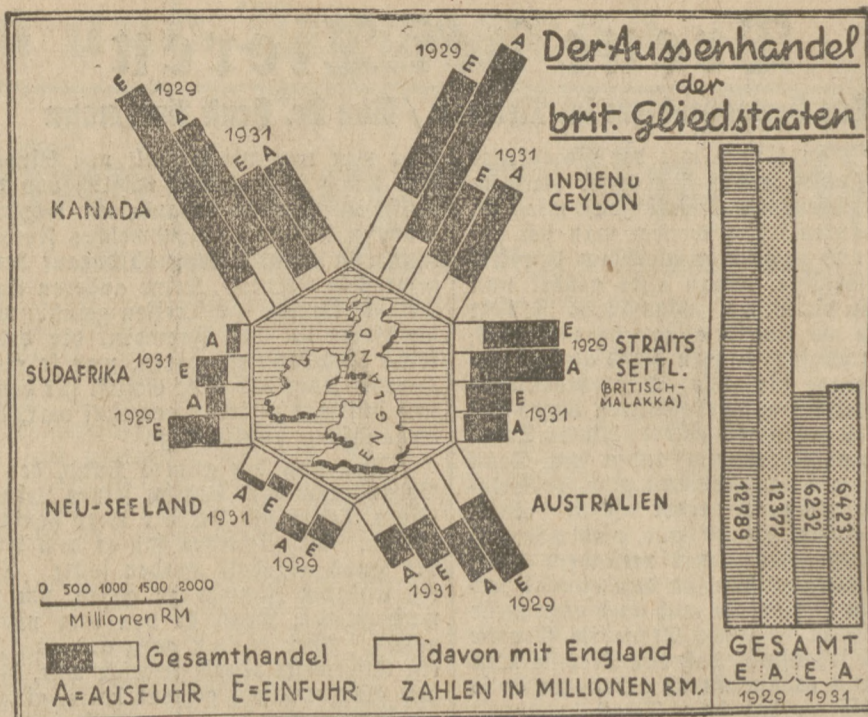 Der Aussenhandel
der
brit. Gliedstaaten
KANADA
E 1929 A
1931
E A
1929 A
E
1931
E A
INDIEN u
CEYLON
SÜDAFRIKA
A
1931
E
A
1929
E
E
1929
A
E
1931
A
STRAITS
SETTL.
(BRITISCH-
MALAKKA)
NEU-SEELAND
1931
A E
A E
1929
AUSTRALIEN
A E
1931
A E
1929
ENGLAND
12789
12377
6232
6423
GESAMT
E A E A
1929 1931
0 500 1000 1500 2000
Millionen RM
Gesamthandel
davon mit England
A=AUSFUHR E=EINFUHR ZAHLEN IN MILLIONEN RM.